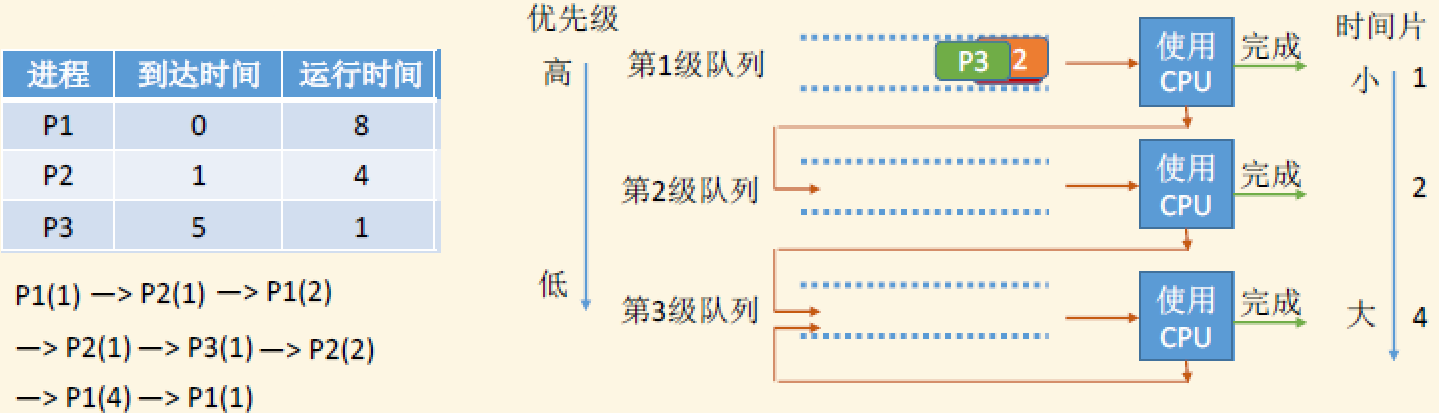 进程 到达时间 运行时间
P1 0 8
P2 1 4
P3 5 1
P1(1) —> P2(1) —> P1(2)
—> P2(1) —> P3(1) —> P2(2)
—> P1(4) —> P1(1)
优先级
高
低
第1级队列
P3 2
使用
CPU
完成
第2级队列
使用
CPU
完成
第3级队列
使用
CPU
完成
时间片
小 1
2
大 4